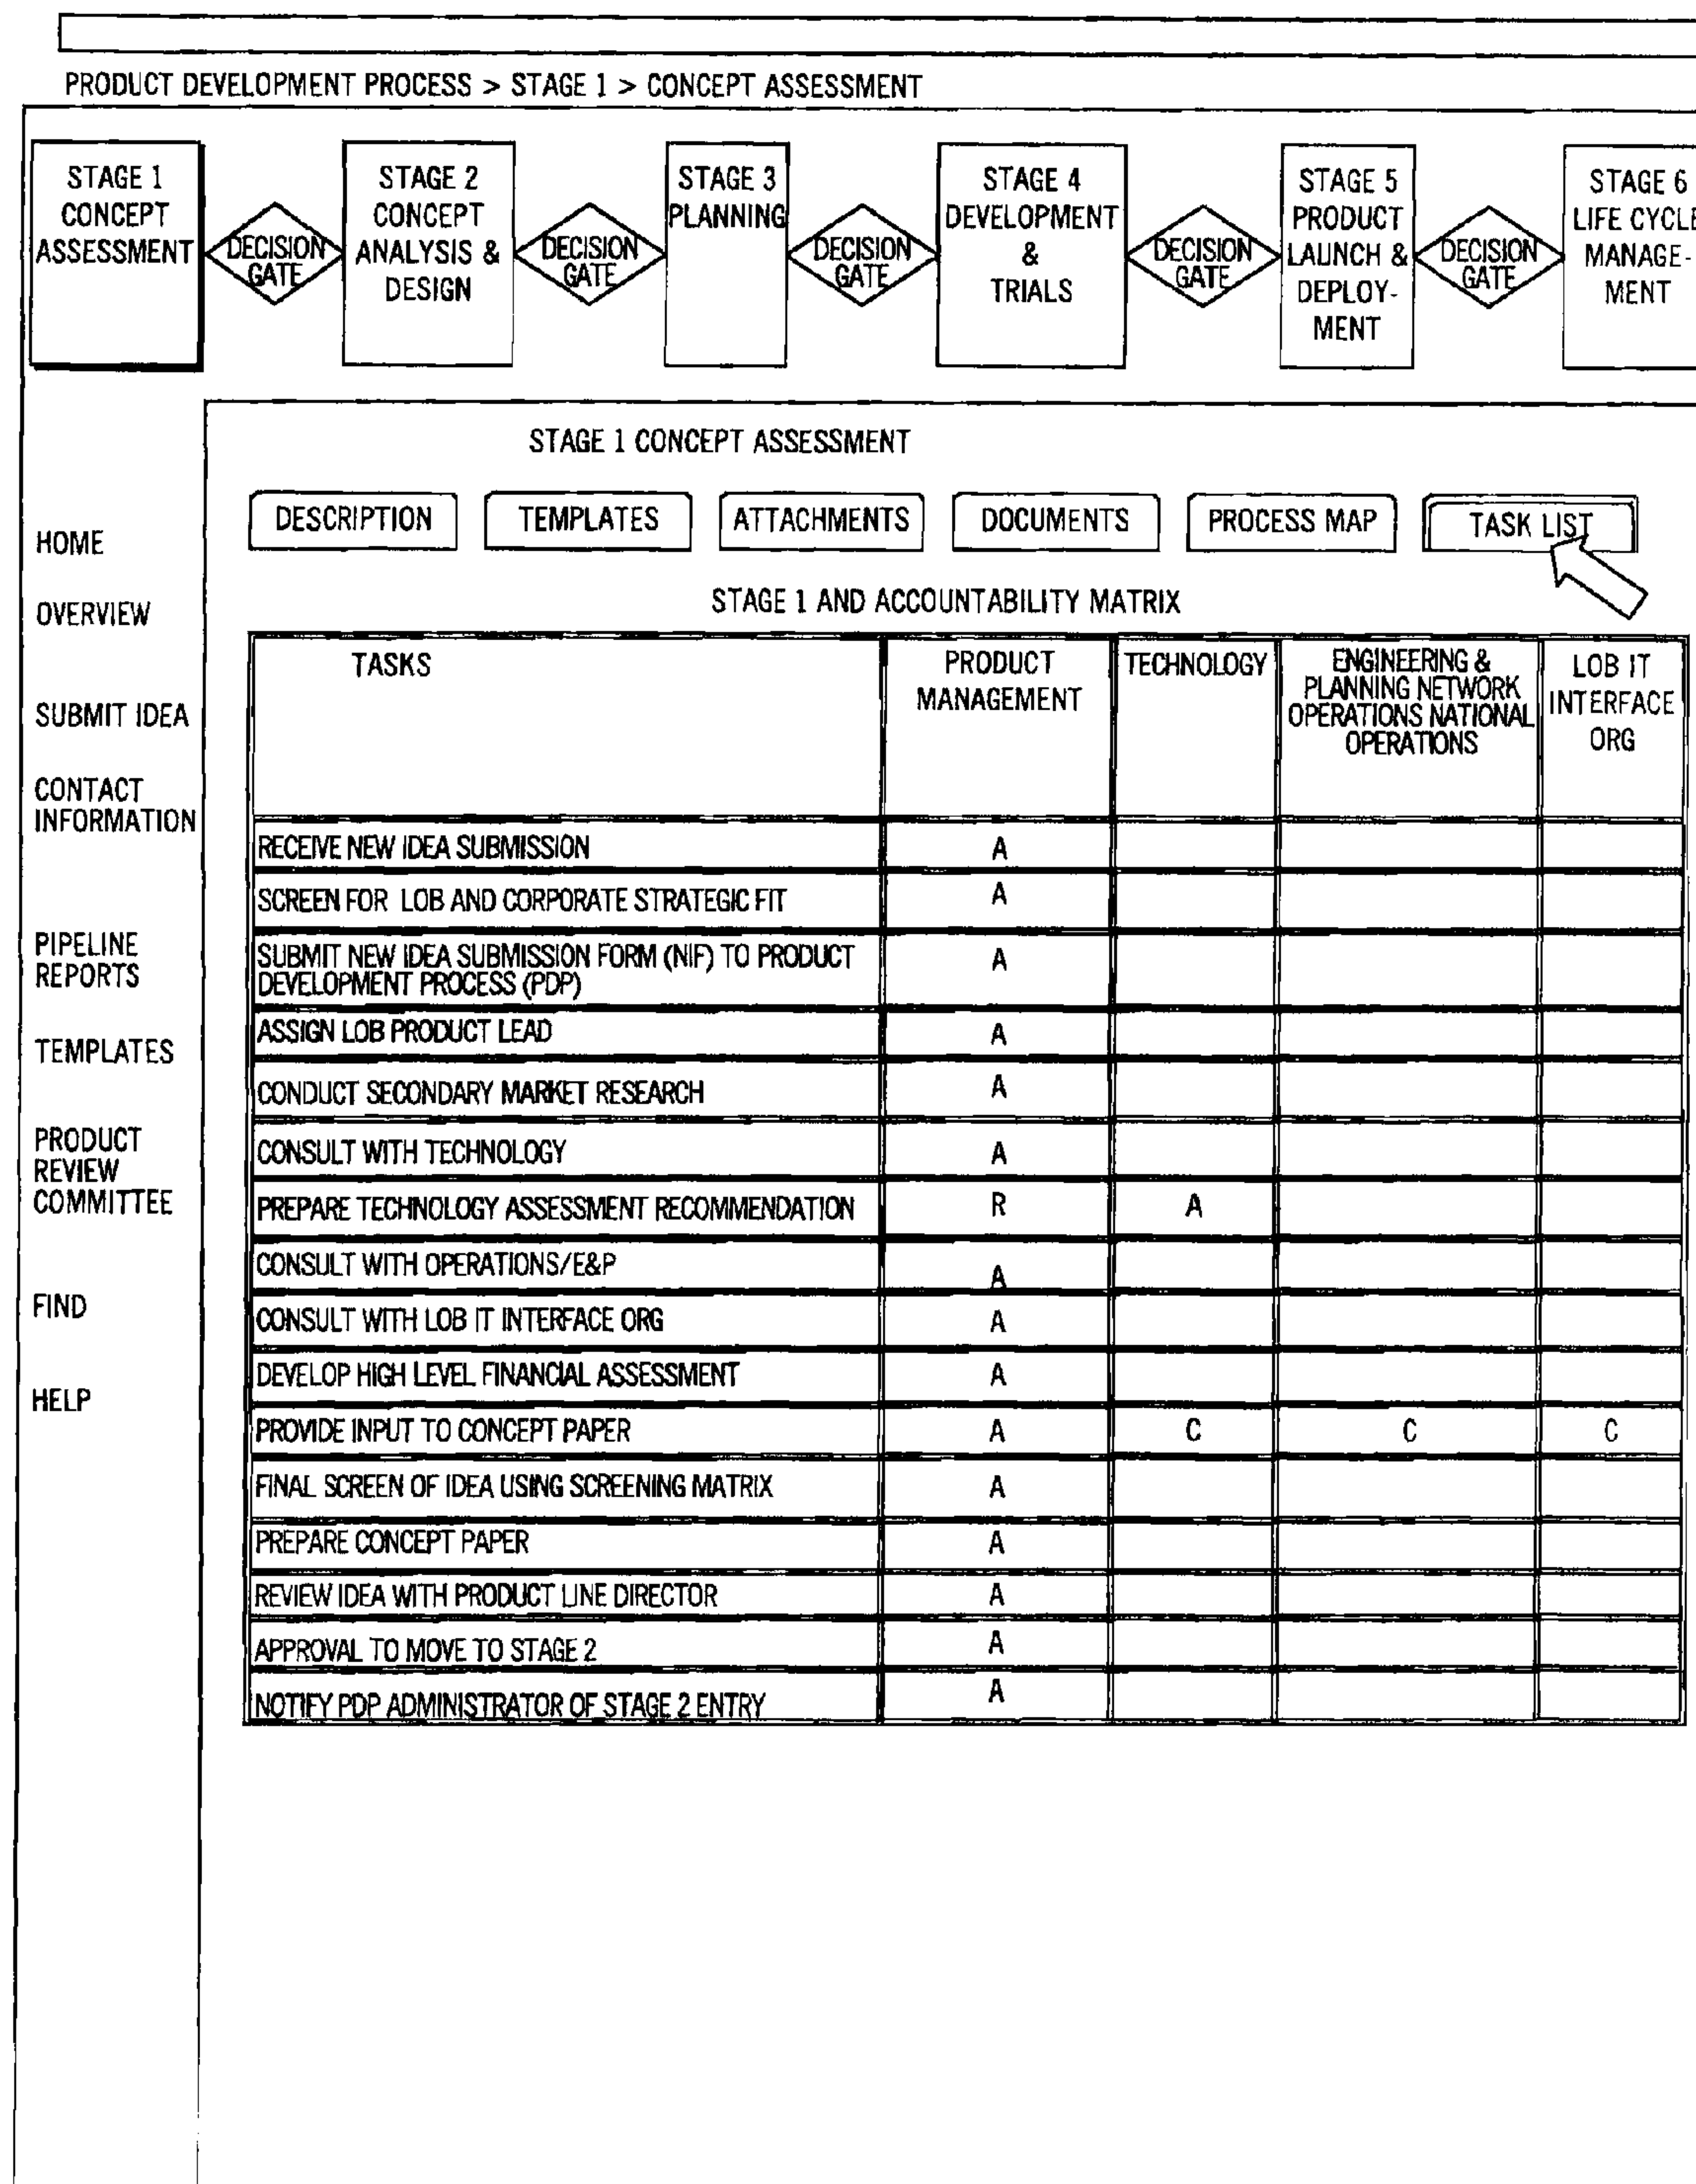 PRODUCT DEVELOPMENT PROCESS > STAGE 1 > CONCEPT ASSESSMENT
STAGE 1
CONCEPT
ASSESSMENT
DECISION
GATE
STAGE 2
CONCEPT
ANALYSIS &
DESIGN
DECISION
GATE
STAGE 3
PLANNING
DECISION
GATE
STAGE 4
DEVELOPMENT
&
TRIALS
DECISION
GATE
STAGE 5
PRODUCT
LAUNCH &
DEPLOY-
MENT
DECISION
GATE
STAGE 6
LIFE CYCLE
MANAGE-
MENT
HOME
OVERVIEW
SUBMIT IDEA
CONTACT
INFORMATION
PIPELINE
REPORTS
TEMPLATES
PRODUCT
REVIEW
COMMITTEE
FIND
HELP
STAGE 1 CONCEPT ASSESSMENT
DESCRIPTION TEMPLATES ATTACHMENTS DOCUMENTS PROCESS MAP TASK LIST
STAGE 1 AND ACCOUNTABILITY MATRIX
TASKS
PRODUCT
MANAGEMENT
TECHNOLOGY
ENGINEERING &
PLANNING NETWORK
OPERATIONS NATIONAL
OPERATIONS
LOB IT
INTERFACE
ORG
RECEIVE NEW IDEA SUBMISSION A
SCREEN FOR LOB AND CORPORATE STRATEGIC FIT A
SUBMIT NEW IDEA SUBMISSION FORM (NIF) TO PRODUCT
DEVELOPMENT PROCESS (PDP) A
ASSIGN LOB PRODUCT LEAD A
CONDUCT SECONDARY MARKET RESEARCH A
CONSULT WITH TECHNOLOGY A
PREPARE TECHNOLOGY ASSESSMENT RECOMMENDATION R A
CONSULT WITH OPERATIONS/E&P A
CONSULT WITH LOB IT INTERFACE ORG A
DEVELOP HIGH LEVEL FINANCIAL ASSESSMENT A
PROVIDE INPUT TO CONCEPT PAPER A C C C
FINAL SCREEN OF IDEA USING SCREENING MATRIX A
PREPARE CONCEPT PAPER A
REVIEW IDEA WITH PRODUCT LINE DIRECTOR A
APPROVAL TO MOVE TO STAGE 2 A
NOTIFY PDP ADMINISTRATOR OF STAGE 2 ENTRY A